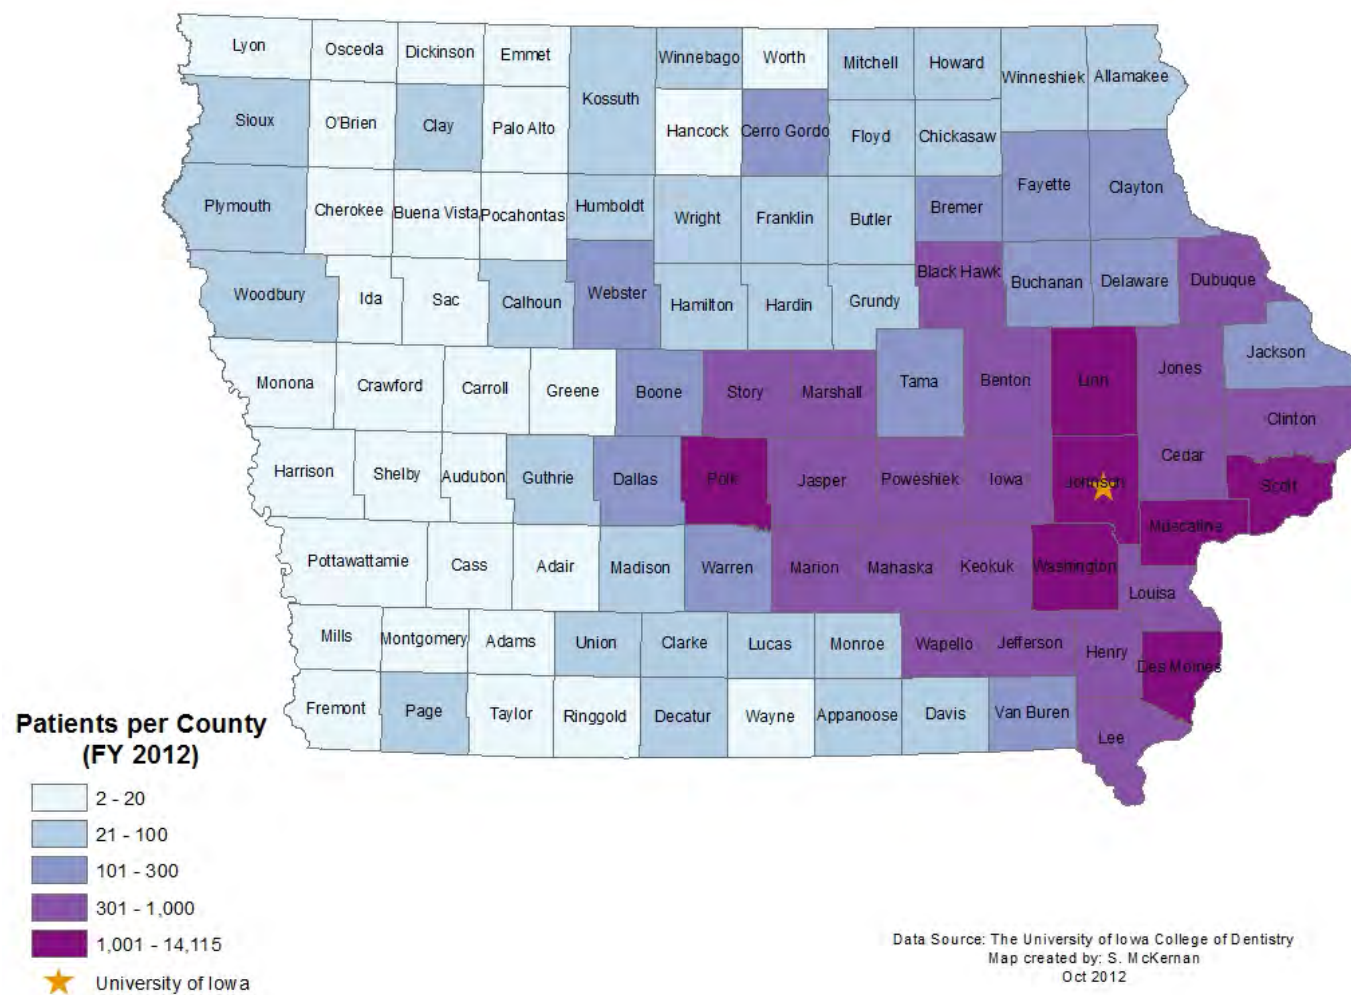 Lyon
Osceola
Dickinson
Emmet
Kossuth
Winnebago
Worth
Mitchell
Howard
Winneshiek
Allamakee
Sioux
O'Brien
Clay
Palo Alto
Hancock
Cerro Gordo
Floyd
Chickasaw
Plymouth
Cherokee
Buena Vista
Pocahontas
Humboldt
Wright
Franklin
Butler
Bremer
Fayette
Clayton
Woodbury
Ida
Sac
Calhoun
Webster
Hamilton
Hardin
Grundy
Black Hawk
Buchanan
Delaware
Dubuque
Monona
Crawford
Carroll
Greene
Boone
Story
Marshall
Tama
Benton
Linn
Jones
Jackson
Clinton
Harrison
Shelby
Audubon
Guthrie
Dallas
Polk
Jasper
Poweshiek
Iowa
Johnson
Cedar
Scott
Muscatine
Pottawattamie
Cass
Adair
Madison
Warren
Marion
Mahaska
Keokuk
Washington
Louisa
Mills
Montgomery
Adams
Union
Clarke
Lucas
Monroe
Wapello
Jefferson
Henry
Des Moines
Fremont
Page
Taylor
Ringgold
Decatur
Wayne
Appanoose
Davis
Van Buren
Lee
Patients per County
(FY 2012)
2 - 20
21 - 100
101 - 300
301 - 1,000
1,001 - 14,115
University of Iowa
Data Source: The University of Iowa College of Dentistry
Map created by: S. McKernan
Oct 2012